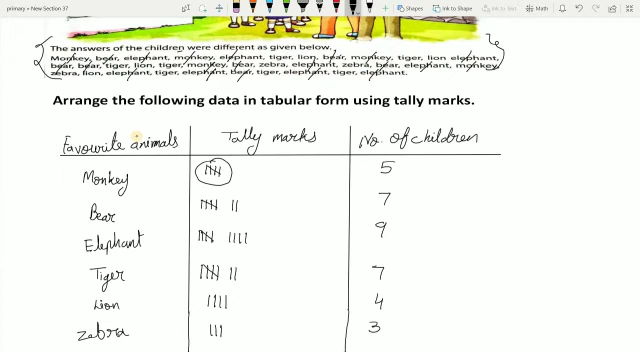 primary » New Section 37
Shapes
Ink to Shape
Ink to Text
Math
The answers of the children were different as given below.
Monkey, bear, elephant, monkey, elephant, tiger, lion, bear, monkey, tiger, lion elephant,
bear, bear, tiger, lion, tiger, monkey, bear, zebra, elephant, zebra, bear, elephant, monkey,
zebra, lion, elephant, tiger, elephant, bear, tiger, elephant, tiger, elephant.
Arrange the following data in tabular form using tally marks.
Favourite animals Tally marks No. of children
Monkey 5
Bear 7
Elephant 9
Tiger 7
Lion 4
Zebra 3